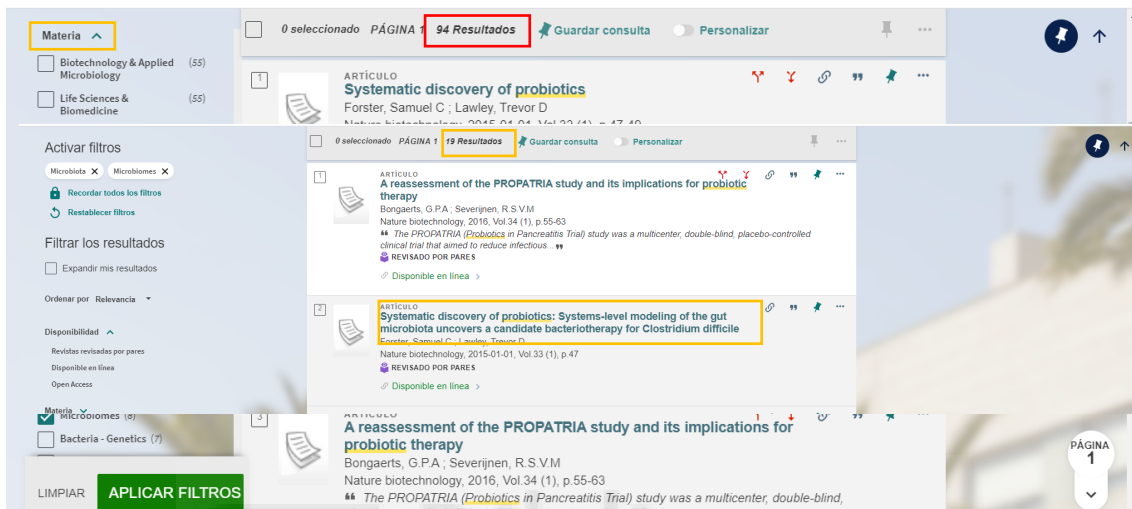 Materia
0 seleccionado PÁGINA 1 94 Resultados Guardar consulta Personalizar
Biotechnology & Applied Microbiology (55)
Life Sciences & Biomedicine (55)
1
ARTÍCULO
Systematic discovery of probiotics
Forster, Samuel C ; Lawley, Trevor D
Nature biotechnology, 2015-01-01, Vol.33 (1), p.47-49
Activar filtros
Microbiota X Microbiomes X
Recordar todos los filtros
Restablecer filtros
Filtrar los resultados
Expandir mis resultados
Ordenar por Relevancia
Disponibilidad
Revistas revisadas por pares
Disponible en línea
Open Access
Materia
0 seleccionado PÁGINA 1 19 Resultados Guardar consulta Personalizar
1
ARTÍCULO
A reassessment of the PROPATRIA study and its implications for probiotic
therapy
Bongaerts, G.P.A ; Severijnen, R.S.V.M
Nature biotechnology, 2016, Vol.34 (1), p.55-63
The PROPATRIA (Probiotics in Pancreatitis Trial) study was a multicenter, double-blind, placebo-controlled
clinical trial that aimed to reduce infectious...
REVISADO POR PARES
Disponible en línea
2
ARTÍCULO
Systematic discovery of probiotics: Systems-level modeling of the gut
microbiota uncovers a candidate bacteriotherapy for Clostridium difficile
Forster, Samuel C ; Lawley, Trevor D
Nature biotechnology, 2015-01-01, Vol.33 (1), p.47
REVISADO POR PARES
Disponible en línea
Microbiomes (8)
Bacteria - Genetics (7)
LIMPIAR APLICAR FILTROS
3
ARTÍCULO
A reassessment of the PROPATRIA study and its implications for
probiotic therapy
Bongaerts, G.P.A ; Severijnen, R.S.V.M
Nature biotechnology, 2016, Vol.34 (1), p.55-63
The PROPATRIA (Probiotics in Pancreatitis Trial) study was a multicenter, double-blind,
PÁGINA
1